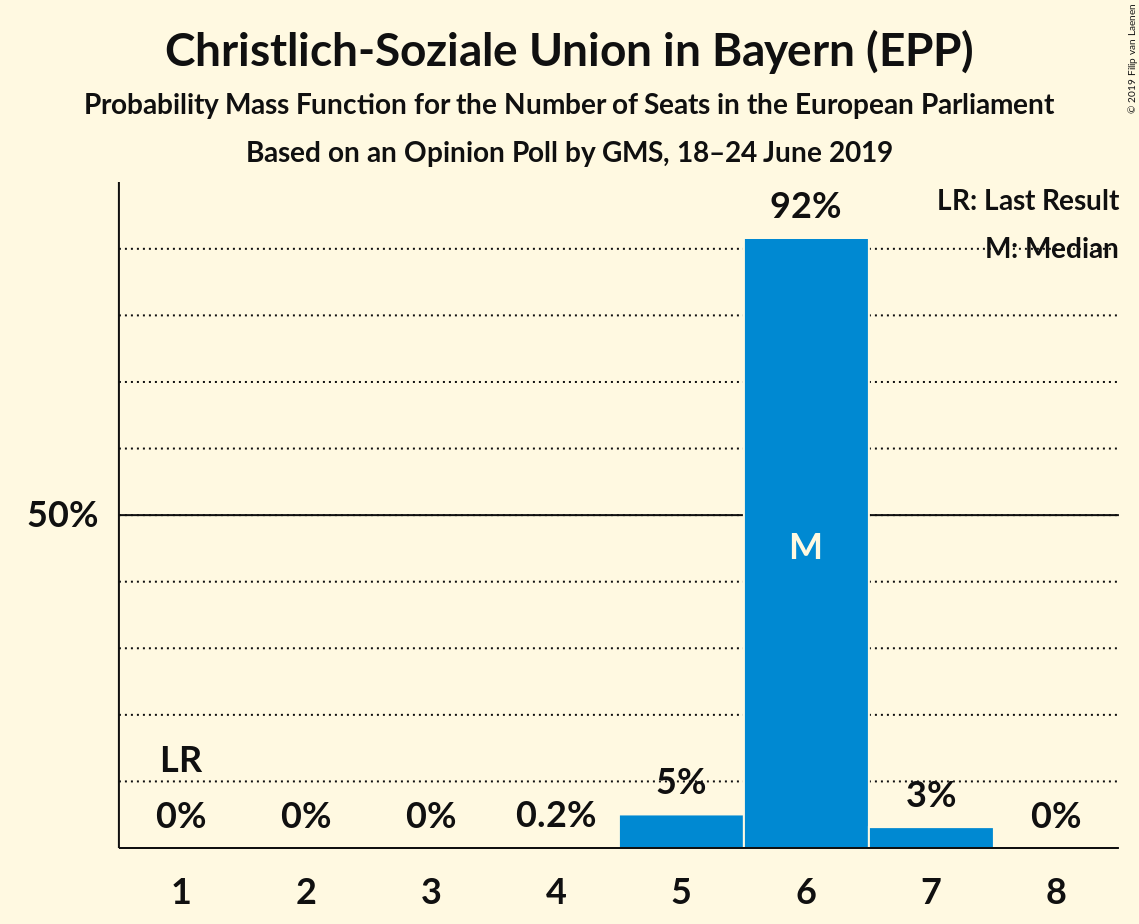 Christlich-Soziale Union in Bayern (EPP)
Probability Mass Function for the Number of Seats in the European Parliament
Based on an Opinion Poll by GMS, 18–24 June 2019
© 2019 Filip van Laenen
LR: Last Result
M: Median
92%
50%
M
LR
0%
0%
0%
0.2%
5%
3%
0%
1 2 3 4 5 6 7 8